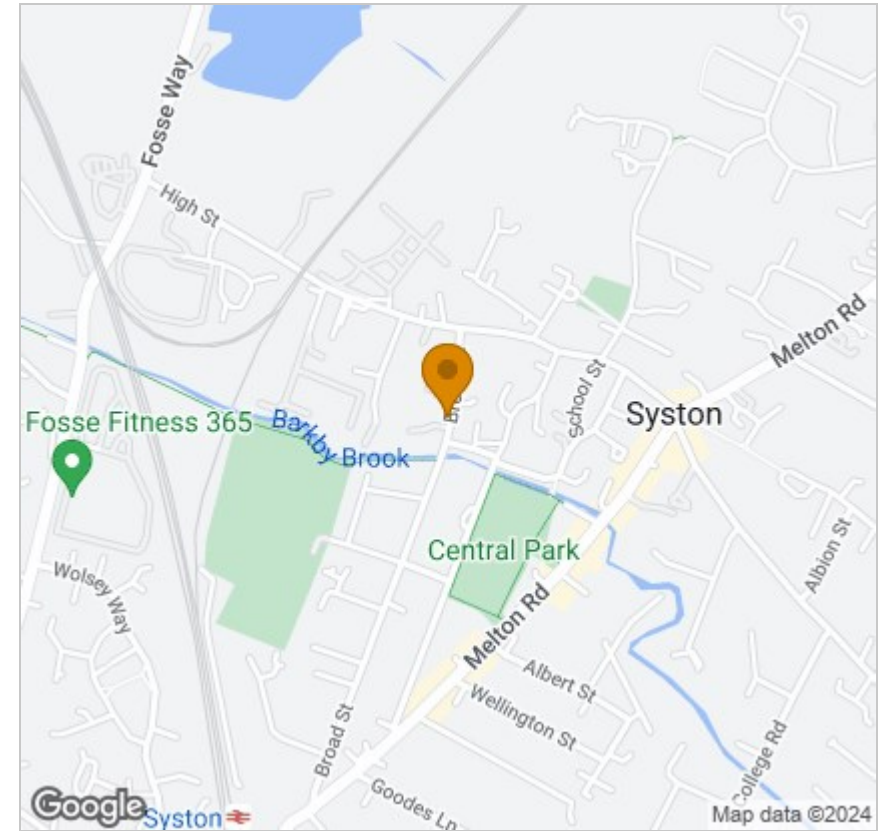 Fosse Way
High St
Melton Rd
School St
Syston
Fosse Fitness 365
Barkby Brook
Central Park
Albion St
Wolsey Way
Melton Rd
Albert St
Wellington St
Broad St
College Rd
Goodes Ln
Google
Syston
Map data ©2024